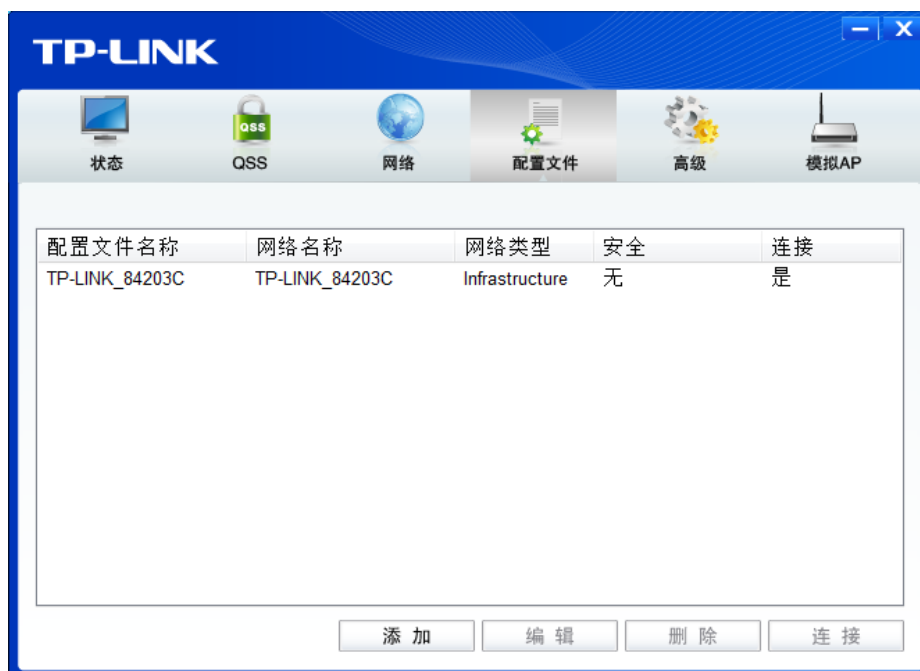 TP-LINK
QSS
状态 QSS 网络 配置文件 高级 模拟AP
配置文件名称 网络名称 网络类型 安全 连接
TP-LINK_84203C TP-LINK_84203C Infrastructure 无 是
添加 编辑 删除 连接